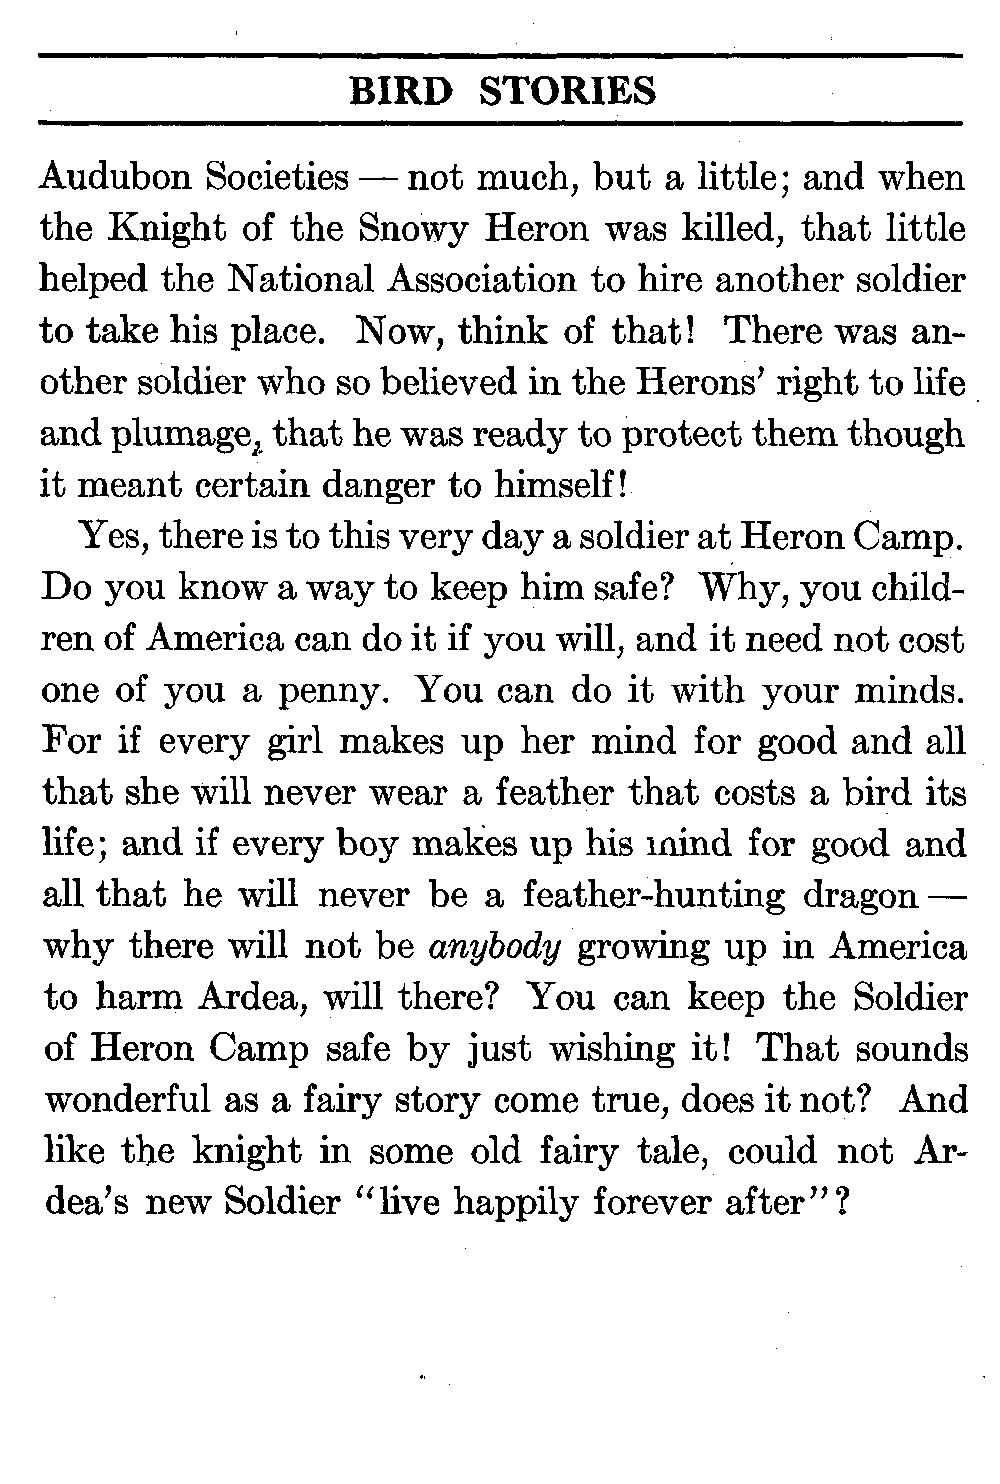 BIRD STORIES
Audubon Societies — not much, but a little; and when
the Knight of the Snowy Heron was killed, that little
helped the National Association to hire another soldier
to take his place. Now, think of that! There was an-
other soldier who so believed in the Herons' right to life
and plumage, that he was ready to protect them though
it meant certain danger to himself!
Yes, there is to this very day a soldier at Heron Camp.
Do you know a way to keep him safe? Why, you child-
ren of America can do it if you will, and it need not cost
one of you a penny. You can do it with your minds.
For if every girl makes up her mind for good and all
that she will never wear a feather that costs a bird its
life; and if every boy makes up his mind for good and
all that he will never be a feather-hunting dragon —
why there will not be anybody growing up in America
to harm Ardea, will there? You can keep the Soldier
of Heron Camp safe by just wishing it! That sounds
wonderful as a fairy story come true, does it not? And
like the knight in some old fairy tale, could not Ar-
dea's new Soldier "live happily forever after"?